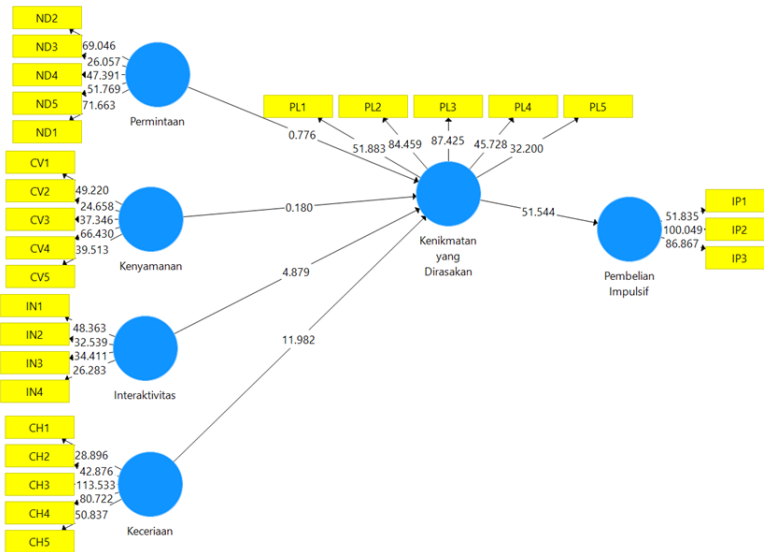 ND2
ND3
ND4
ND5
ND1
69.046
26.057
47.391
51.769
71.663
Permintaan
CV1
CV2
CV3
CV4
CV5
49.220
24.658
37.346
66.430
39.513
Kenyamanan
IN1
IN2
IN3
IN4
48.363
32.539
34.411
26.283
Interaktivitas
CH1
CH2
CH3
CH4
CH5
28.896
42.876
113.533
80.722
50.837
Keceriaan
0.776
0.180
4.879
11.982
PL1
PL2
PL3
PL4
PL5
51.883
84.459
87.425
45.728
32.200
Kenikmatan
yang
Dirasakan
51.544
Pembelian
Impulsif
51.835
100.049
86.867
IP1
IP2
IP3